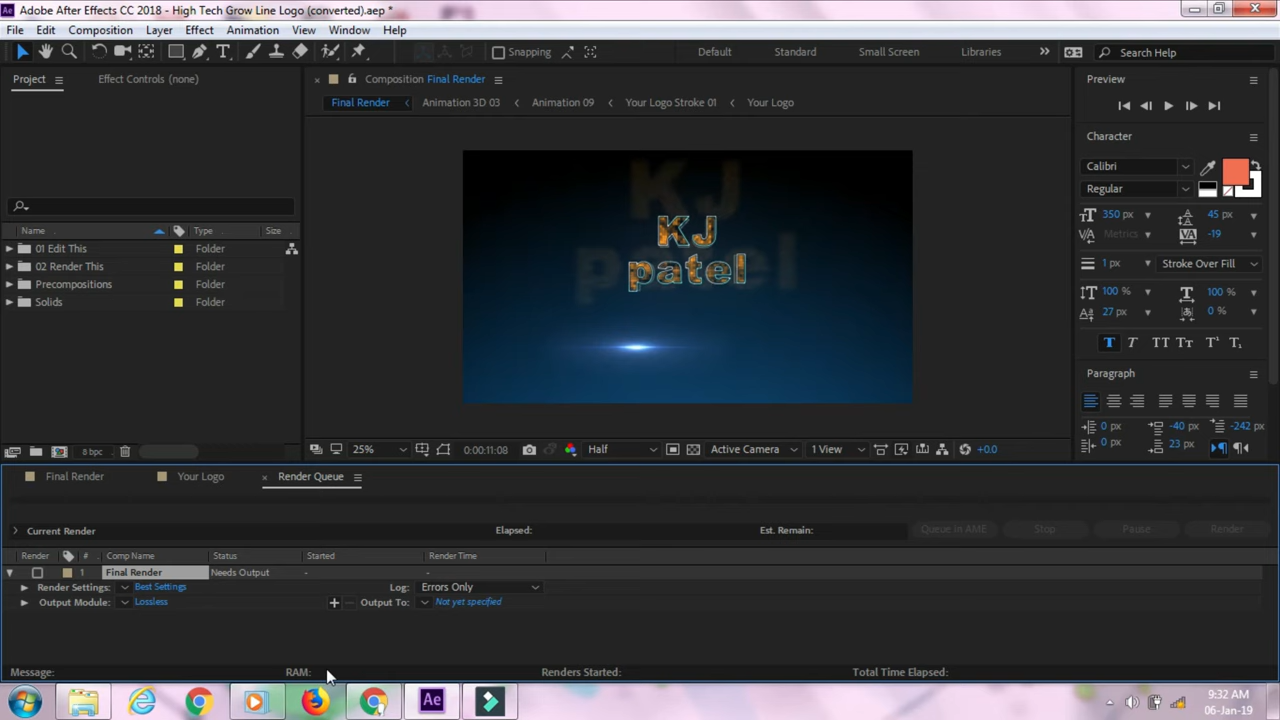 Adobe After Effects CC 2018 - High Tech Grow Line Logo (converted).aep *
File Edit Composition Layer Effect Animation View Window Help
Snapping Default Standard Small Screen Libraries Search Help
Project Effect Controls (none) Composition Final Render Preview
Final Render Animation 3D 03 Animation 09 Your Logo Stroke 01 Your Logo
Character
Calibri
Regular
350 px 45 px
Metrics -19
1 px Stroke Over Fill
100 % 100 %
27 px 0 %
T T TT Tr T¹ T₁
Paragraph
0 px -40 px -242 px
0 px 23 px
Name Type Size
01 Edit This Folder
02 Render This Folder
Precompositions Folder
Solids Folder
KJ
patel
KJ
patel
8 bpc 25% 0:00:11:08 Half Active Camera 1 View +0.0
Final Render Your Logo Render Queue
Current Render Elapsed: Est. Remain: Queue in AME Stop Pause Render
Render # Comp Name Status Started Render Time
1 Final Render Needs Output - -
Render Settings: Best Settings Log: Errors Only
Output Module: Lossless Output To: Not yet specified
Message: RAM: Renders Started: Total Time Elapsed:
Ae
9:32 AM
06-Jan-19